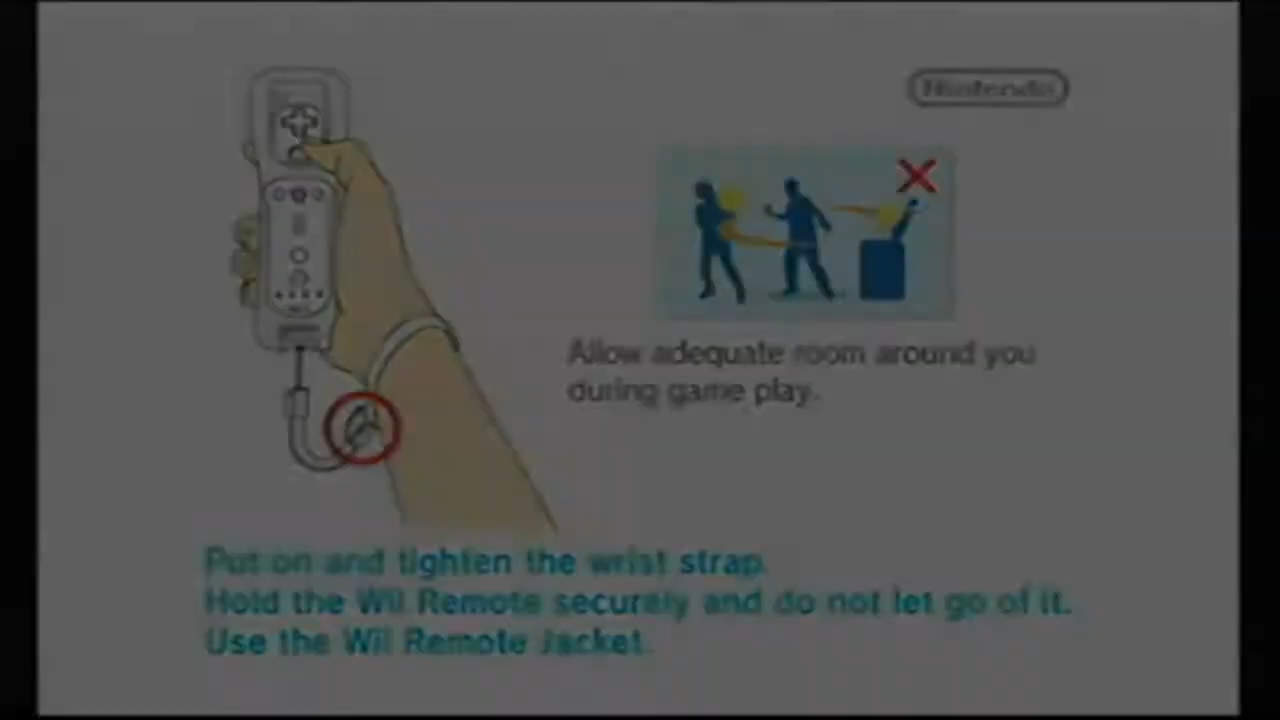 Nintendo
Allow adequate room around you
during game play.
Put on and tighten the wrist strap.
Hold the Wii Remote securely and do not let go of it.
Use the Wii Remote Jacket.